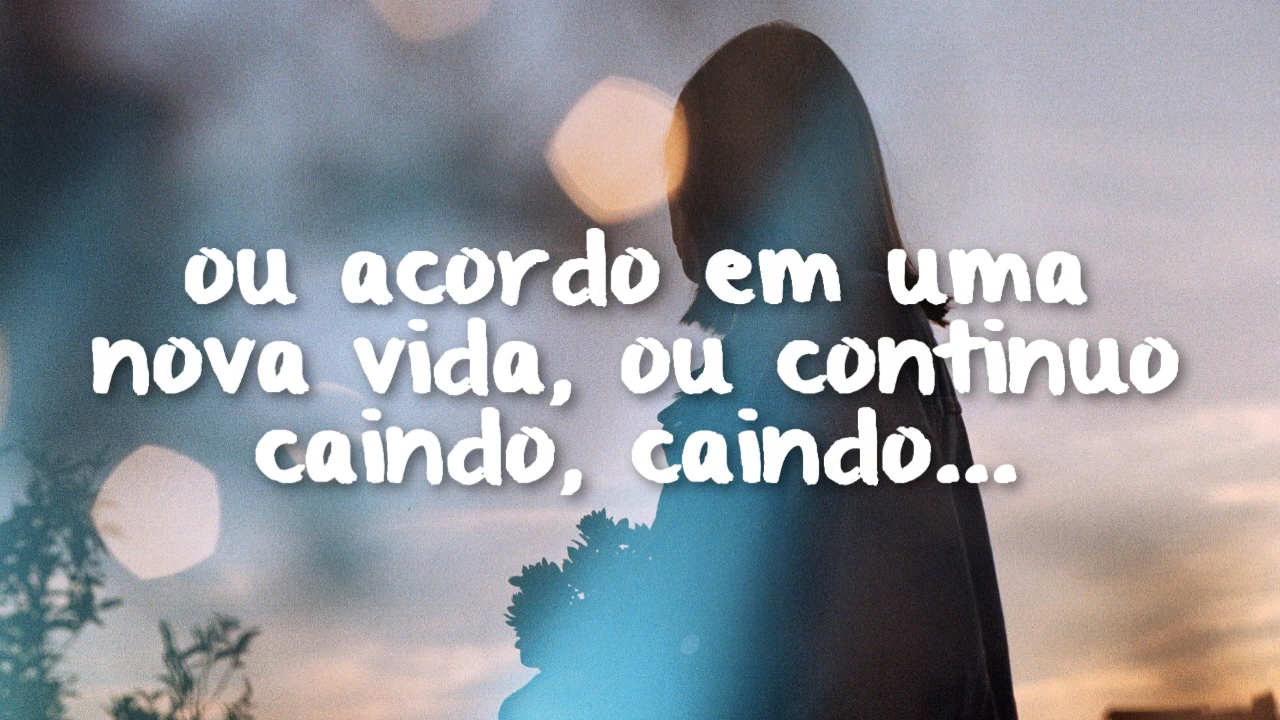 ou acordo em uma
nova vida, ou continuo
caindo, caindo...